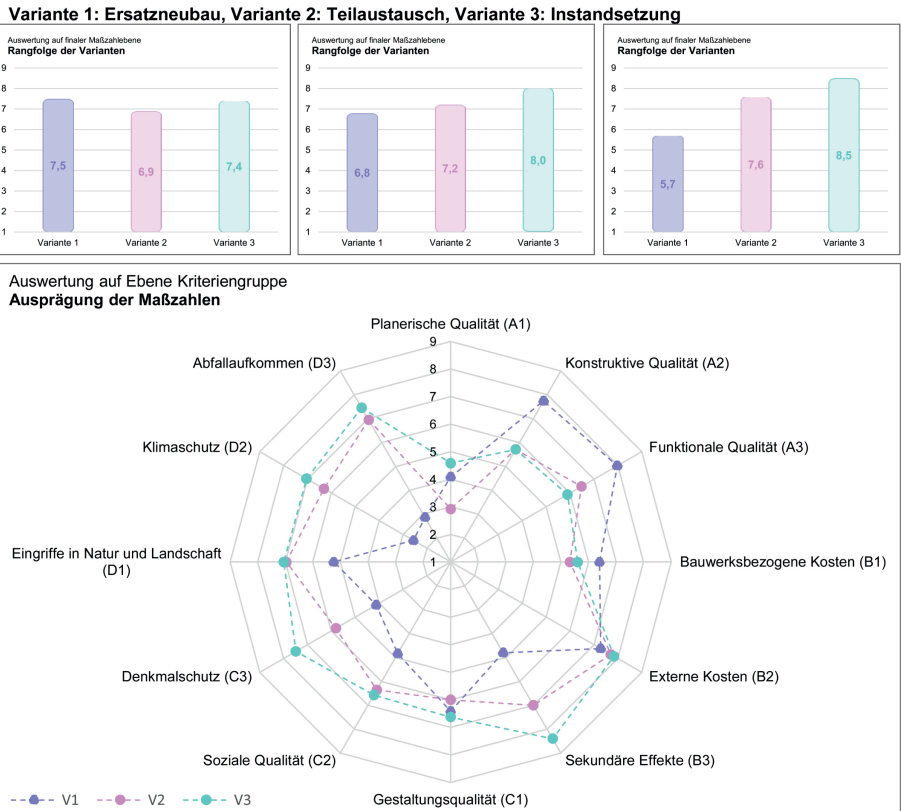 Variante 1: Ersatzneubau, Variante 2: Teilaustausch, Variante 3: Instandsetzung
Auswertung auf finaler Maßzahlebene
Rangfolge der Varianten
9
8
7
6
5
4
3
2
1
7,5
6,9
7,4
Variante 1
Variante 2
Variante 3
Auswertung auf finaler Maßzahlebene
Rangfolge der Varianten
9
8
7
6
5
4
3
2
1
6,8
7,2
8,0
Variante 1
Variante 2
Variante 3
Auswertung auf finaler Maßzahlebene
Rangfolge der Varianten
9
8
7
6
5
4
3
2
1
5,7
7,6
8,5
Variante 1
Variante 2
Variante 3
Auswertung auf Ebene Kriteriengruppe
Ausprägung der Maßzahlen
Planerische Qualität (A1)
Konstruktive Qualität (A2)
Funktionale Qualität (A3)
Bauwerksbezogene Kosten (B1)
Externe Kosten (B2)
Sekundäre Effekte (B3)
Gestaltungsqualität (C1)
Soziale Qualität (C2)
Denkmalschutz (C3)
Eingriffe in Natur und Landschaft
(D1)
Klimaschutz (D2)
Abfallaufkommen (D3)
9
8
7
6
5
4
3
2
1
V1
V2
V3